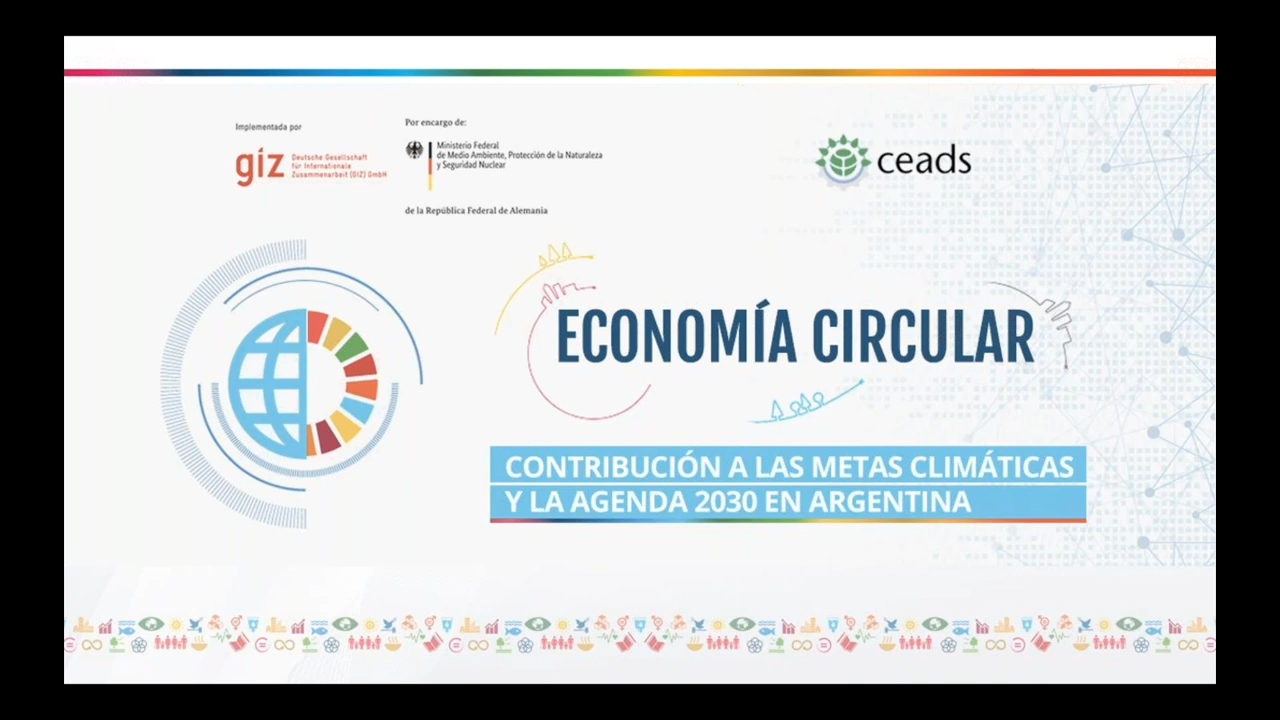 Implementada por
giz Deutsche Gesellschaft
für Internationale
Zusammenarbeit (GIZ) GmbH
Por encargo de:
Ministerio Federal
de Medio Ambiente, Protección de la Naturaleza
y Seguridad Nuclear
de la República Federal de Alemania
ceads
ECONOMÍA CIRCULAR
CONTRIBUCIÓN A LAS METAS CLIMÁTICAS
Y LA AGENDA 2030 EN ARGENTINA